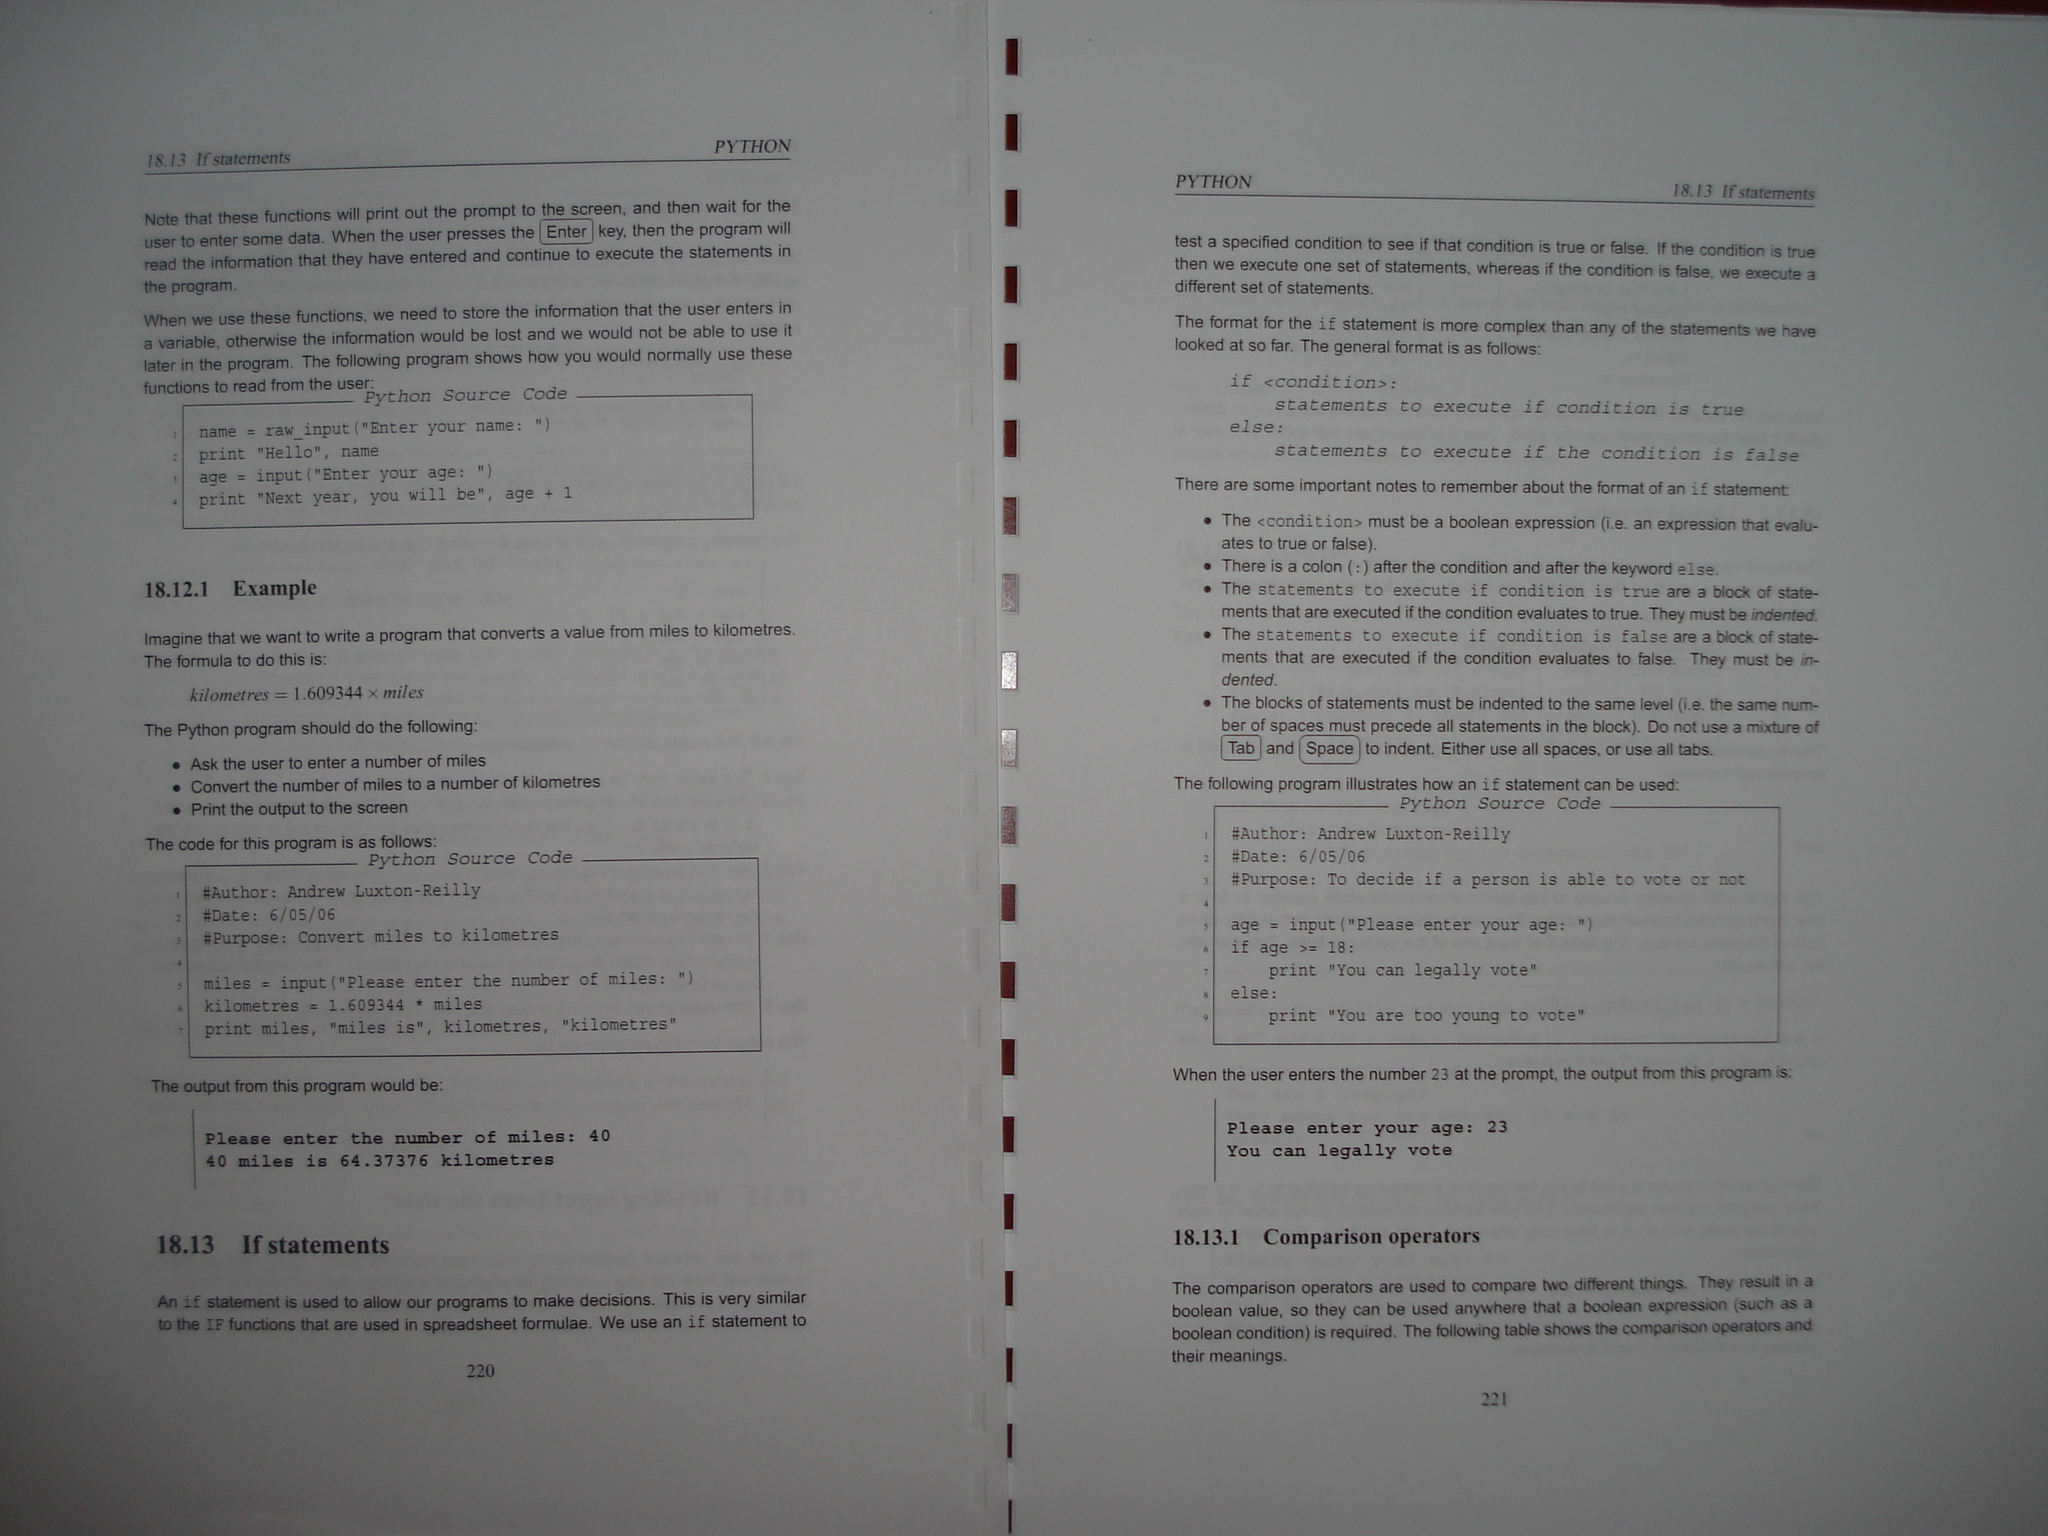 18.13 If statements PYTHON
Note that these functions will print out the prompt to the screen, and then wait for the
user to enter some data. When the user presses the Enter key, then the program will
read the information that they have entered and continue to execute the statements in
the program.
When we use these functions, we need to store the information that the user enters in
a variable, otherwise the information would be lost and we would not be able to use it
later in the program. The following program shows how you would normally use these
functions to read from the user:
Python Source Code
1 name = raw_input("Enter your name: ")
2 print "Hello", name
3 age = input("Enter your age: ")
4 print "Next year, you will be", age + 1
18.12.1 Example
Imagine that we want to write a program that converts a value from miles to kilometres.
The formula to do this is:
kilometres = 1.609344 × miles
The Python program should do the following:
• Ask the user to enter a number of miles
• Convert the number of miles to a number of kilometres
• Print the output to the screen
The code for this program is as follows:
Python Source Code
1 #Author: Andrew Luxton-Reilly
2 #Date: 6/05/06
3 #Purpose: Convert miles to kilometres
4
5 miles = input("Please enter the number of miles: ")
6 kilometres = 1.609344 * miles
7 print miles, "miles is", kilometres, "kilometres"
The output from this program would be:
Please enter the number of miles: 40
40 miles is 64.37376 kilometres
18.13 If statements
An if statement is used to allow our programs to make decisions. This is very similar
to the IF functions that are used in spreadsheet formulae. We use an if statement to
220
PYTHON 18.13 If statements
test a specified condition to see if that condition is true or false. If the condition is true
then we execute one set of statements, whereas if the condition is false, we execute a
different set of statements.
The format for the if statement is more complex than any of the statements we have
looked at so far. The general format is as follows:
if <condition>:
    statements to execute if condition is true
else:
    statements to execute if the condition is false
There are some important notes to remember about the format of an if statement:
• The <condition> must be a boolean expression (i.e. an expression that evalu-
ates to true or false).
• There is a colon (:) after the condition and after the keyword else.
• The statements to execute if condition is true are a block of state-
ments that are executed if the condition evaluates to true. They must be indented.
• The statements to execute if condition is false are a block of state-
ments that are executed if the condition evaluates to false. They must be in-
dented.
• The blocks of statements must be indented to the same level (i.e. the same num-
ber of spaces must precede all statements in the block). Do not use a mixture of
Tab and Space to indent. Either use all spaces, or use all tabs.
The following program illustrates how an if statement can be used:
Python Source Code
1 #Author: Andrew Luxton-Reilly
2 #Date: 6/05/06
3 #Purpose: To decide if a person is able to vote or not
4
5 age = input("Please enter your age: ")
6 if age >= 18:
7     print "You can legally vote"
8 else:
9     print "You are too young to vote"
When the user enters the number 23 at the prompt, the output from this program is:
Please enter your age: 23
You can legally vote
18.13.1 Comparison operators
The comparison operators are used to compare two different things. They result in a
boolean value, so they can be used anywhere that a boolean expression (such as a
boolean condition) is required. The following table shows the comparison operators and
their meanings.
221